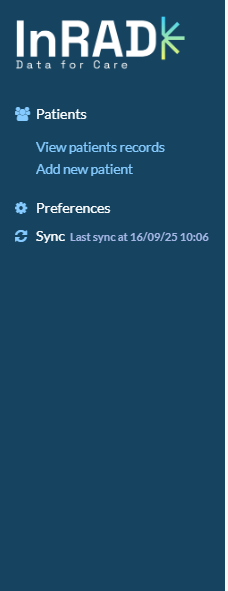 InRAD
Data for Care
Patients
View patients records
Add new patient
Preferences
Sync Last sync at 16/09/25 10:06